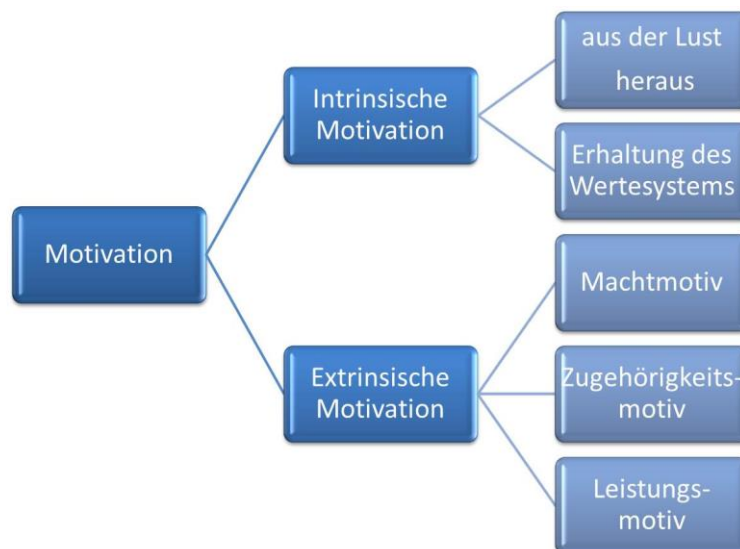 Motivation
Intrinsische
Motivation
aus der Lust
heraus
Erhaltung des
Wertesystems
Extrinsische
Motivation
Machtmotiv
Zugehörigkeits-
motiv
Leistungs-
motiv